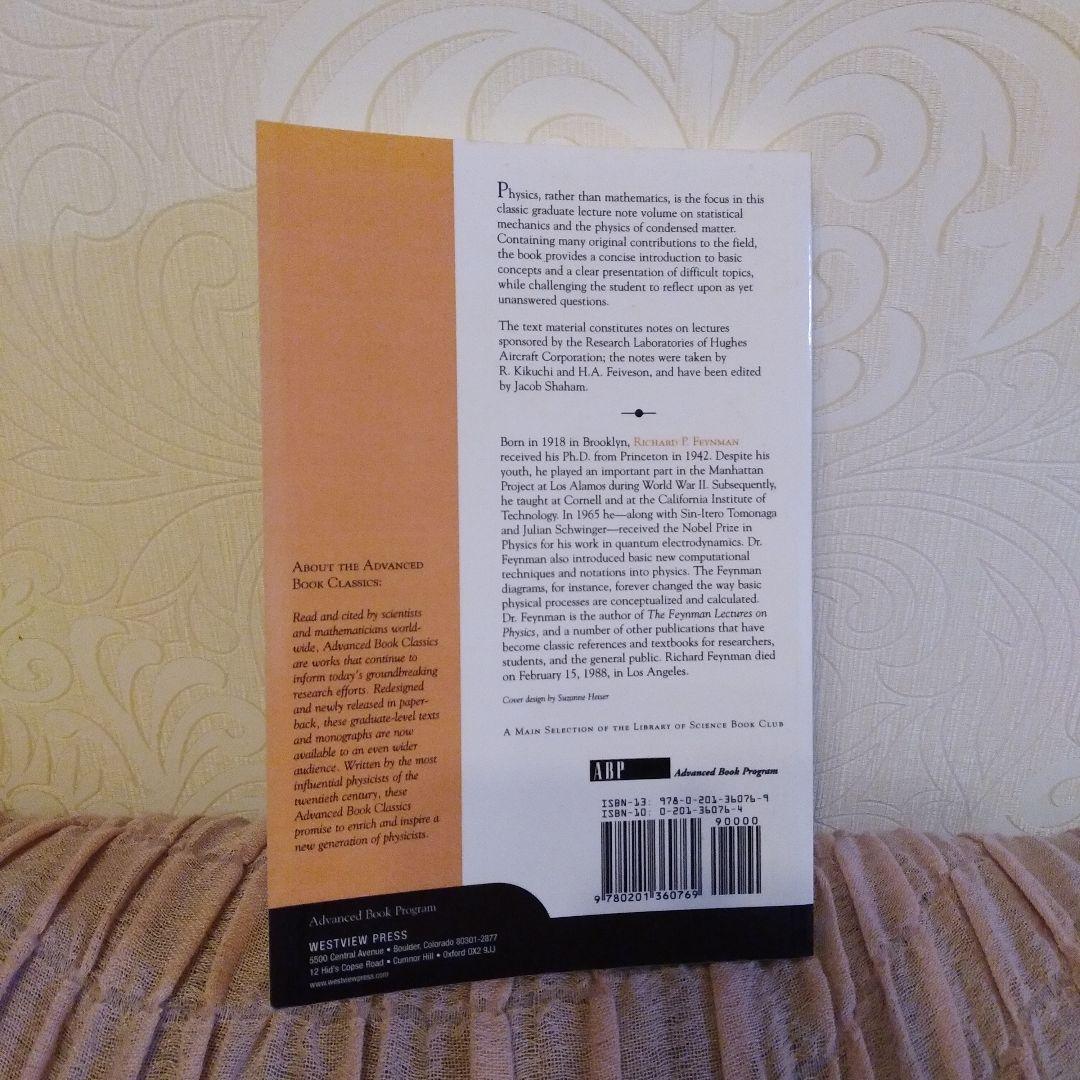 Physics, rather than mathematics, is the focus in this
classic graduate lecture note volume on statistical
mechanics and the physics of condensed matter.
Containing many original contributions to the field,
the book provides a concise introduction to basic
concepts and a clear presentation of difficult topics,
while challenging the student to reflect upon as yet
unanswered questions.
The text material constitutes notes on lectures
sponsored by the Research Laboratories of Hughes
Aircraft Corporation; the notes were taken by
R. Kikuchi and H.A. Feiveson, and have been edited
by Jacob Shaham.
Born in 1918 in Brooklyn, RICHARD P. FEYNMAN
received his Ph.D. from Princeton in 1942. Despite his
youth, he played an important part in the Manhattan
Project at Los Alamos during World War II. Subsequently,
he taught at Cornell and at the California Institute of
Technology. In 1965 he—along with Sin-Itero Tomonaga
and Julian Schwinger—received the Nobel Prize in
Physics for his work in quantum electrodynamics. Dr.
Feynman also introduced basic new computational
techniques and notations into physics. The Feynman
diagrams, for instance, forever changed the way basic
physical processes are conceptualized and calculated.
Dr. Feynman is the author of The Feynman Lectures on
Physics, and a number of other publications that have
become classic references and textbooks for researchers,
students, and the general public. Richard Feynman died
on February 15, 1988, in Los Angeles.
Cover design by Suzanne Heiser
A MAIN SELECTION OF THE LIBRARY OF SCIENCE BOOK CLUB
ABP Advanced Book Program
ISBN-13: 978-0-201-36076-9
ISBN-10: 0-201-36076-4
90000
9 780201 360769
ABOUT THE ADVANCED
BOOK CLASSICS:
Read and cited by scientists
and mathematicians world-
wide, Advanced Book Classics
are works that continue to
inform today's groundbreaking
research efforts. Redesigned
and newly released in paper-
back, these graduate-level texts
and monographs are now
available to an even wider
audience. Written by the most
influential physicists of the
twentieth century, these
Advanced Book Classics
promise to enrich and inspire a
new generation of physicists.
Advanced Book Program
WESTVIEW PRESS
5500 Central Avenue • Boulder, Colorado 80301-2877
12 Hid's Copse Road • Cumnor Hill • Oxford OX2 9JJ
www.westviewpress.com